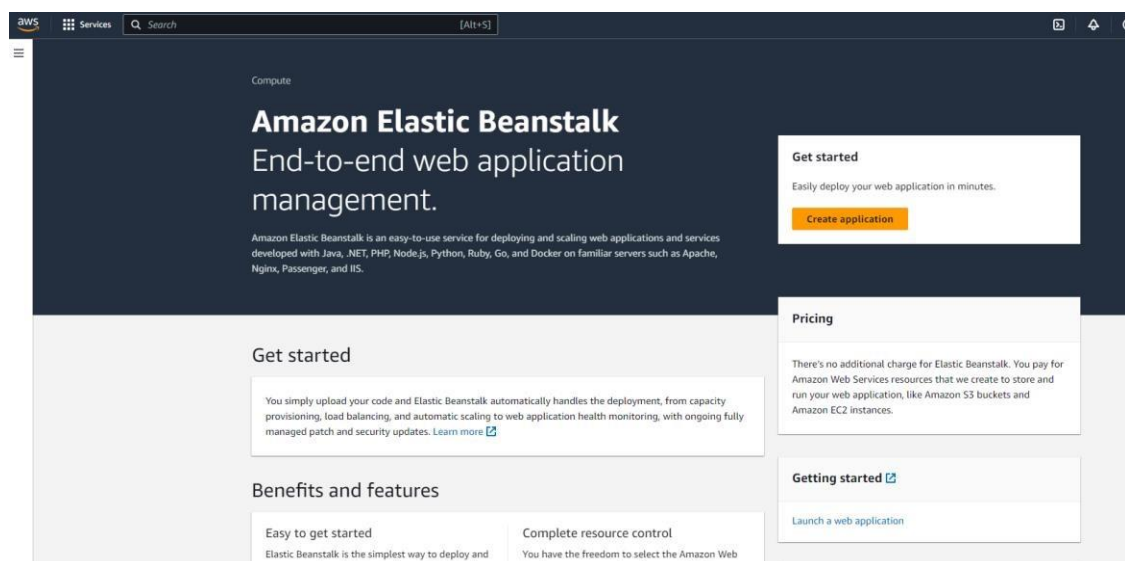 aws
Services
Search
[Alt+S]
Compute
Amazon Elastic Beanstalk
End-to-end web application
management.
Amazon Elastic Beanstalk is an easy-to-use service for deploying and scaling web applications and services
developed with Java, .NET, PHP, Node.js, Python, Ruby, Go, and Docker on familiar servers such as Apache,
Nginx, Passenger, and IIS.
Get started
Easily deploy your web application in minutes.
Create application
Pricing
There's no additional charge for Elastic Beanstalk. You pay for
Amazon Web Services resources that we create to store and
run your web application, like Amazon S3 buckets and
Amazon EC2 instances.
Get started
You simply upload your code and Elastic Beanstalk automatically handles the deployment, from capacity
provisioning, load balancing, and automatic scaling to web application health monitoring, with ongoing fully
managed patch and security updates. Learn more
Getting started
Launch a web application
Benefits and features
Easy to get started
Elastic Beanstalk is the simplest way to deploy and
Complete resource control
You have the freedom to select the Amazon Web